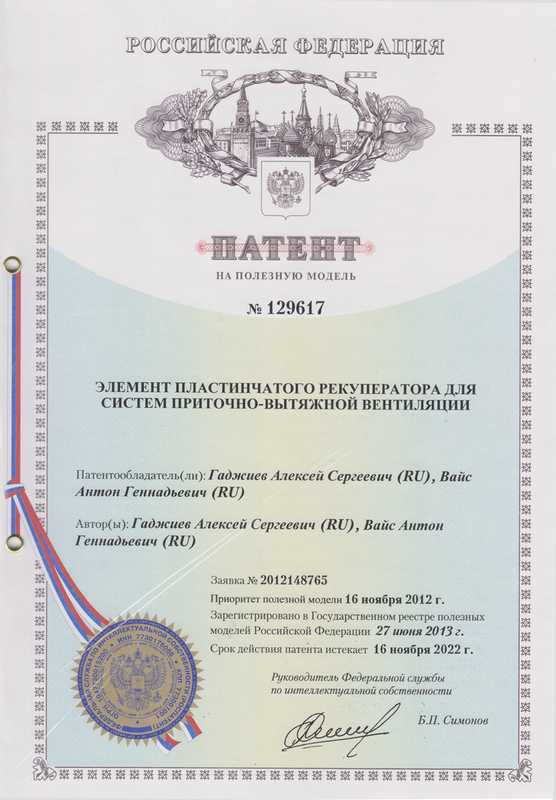 РОССИЙСКАЯ ФЕДЕРАЦИЯ
ПАТЕНТ
НА ПОЛЕЗНУЮ МОДЕЛЬ
№ 129617
ЭЛЕМЕНТ ПЛАСТИНЧАТОГО РЕКУПЕРАТОРА ДЛЯ
СИСТЕМ ПРИТОЧНО-ВЫТЯЖНОЙ ВЕНТИЛЯЦИИ
Патентообладатель(ли): Гаджиев Алексей Сергеевич (RU), Вайс
Антон Геннадьевич (RU)
Автор(ы): Гаджиев Алексей Сергеевич (RU), Вайс Антон
Геннадьевич (RU)
Заявка № 2012148765
Приоритет полезной модели 16 ноября 2012 г.
Зарегистрировано в Государственном реестре полезных
моделей Российской Федерации 27 июня 2013 г.
Срок действия патента истекает 16 ноября 2022 г.
Руководитель Федеральной службы
по интеллектуальной собственности
Б.П. Симонов